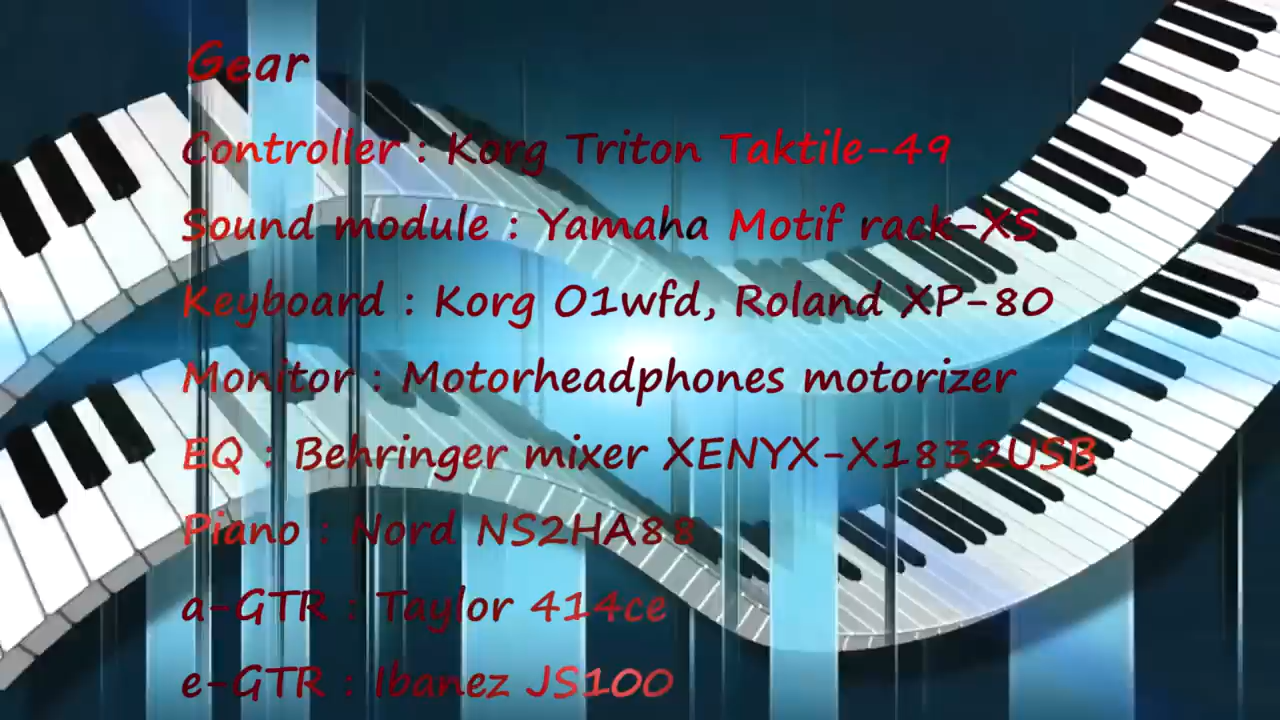 Gear
Controller : Korg Triton Taktile-49
Sound module : Yamaha Motif rack-XS
Keyboard : Korg 01wfd, Roland XP-80
Monitor : Motorheadphones motorizer
EQ : Behringer mixer XENYX-X1832USB
Piano : Nord NS2HA88
a-GTR : Taylor 414ce
e-GTR : Ibanez JS100